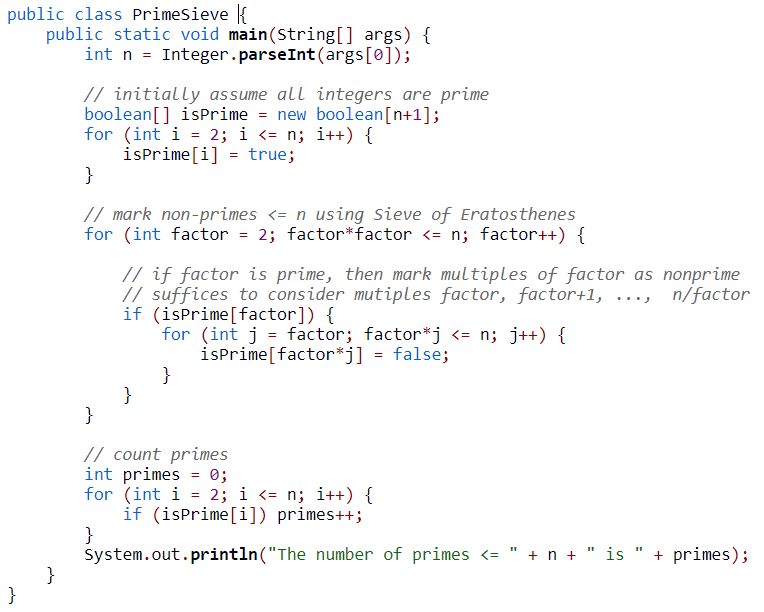 public class PrimeSieve {
    public static void main(String[] args) {
        int n = Integer.parseInt(args[0]);

        // initially assume all integers are prime
        boolean[] isPrime = new boolean[n+1];
        for (int i = 2; i <= n; i++) {
            isPrime[i] = true;
        }

        // mark non-primes <= n using Sieve of Eratosthenes
        for (int factor = 2; factor*factor <= n; factor++) {

            // if factor is prime, then mark multiples of factor as nonprime
            // suffices to consider mutiples factor, factor+1, ...,  n/factor
            if (isPrime[factor]) {
                for (int j = factor; factor*j <= n; j++) {
                    isPrime[factor*j] = false;
                }
            }
        }

        // count primes
        int primes = 0;
        for (int i = 2; i <= n; i++) {
            if (isPrime[i]) primes++;
        }
        System.out.println("The number of primes <= " + n + " is " + primes);
    }
}